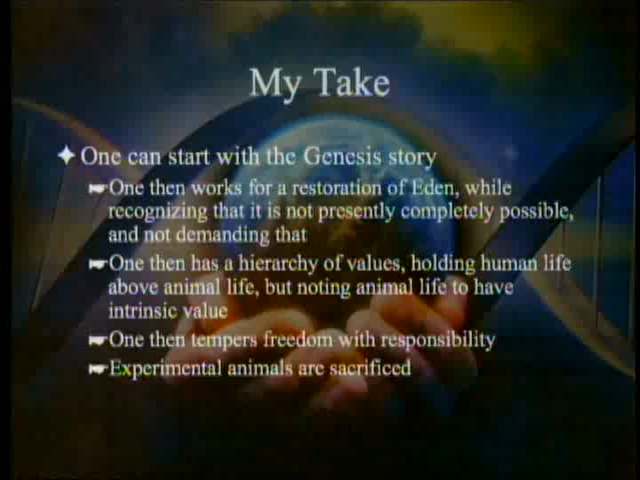 My Take
One can start with the Genesis story
One then works for a restoration of Eden, while
recognizing that it is not presently completely possible,
and not demanding that
One then has a hierarchy of values, holding human life
above animal life, but noting animal life to have
intrinsic value
One then tempers freedom with responsibility
Experimental animals are sacrificed